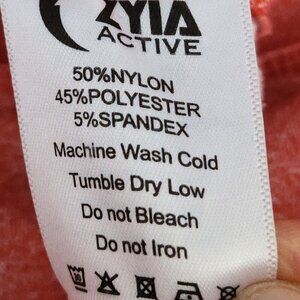 ZYIA
ACTIVE
50%NYLON
45%POLYESTER
5%SPANDEX
Machine Wash Cold
Tumble Dry Low
Do not Bleach
Do not Iron